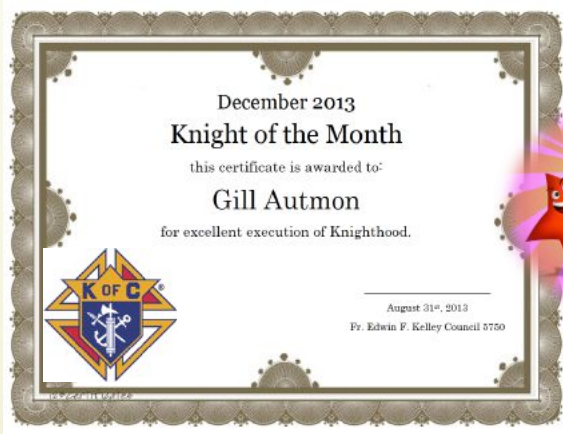 December 2013
Knight of the Month
this certificate is awarded to:
Gill Autmon
for excellent execution of Knighthood.
K OF C ®
August 31st, 2013
Fr. Edwin F. Kelley Council 5750